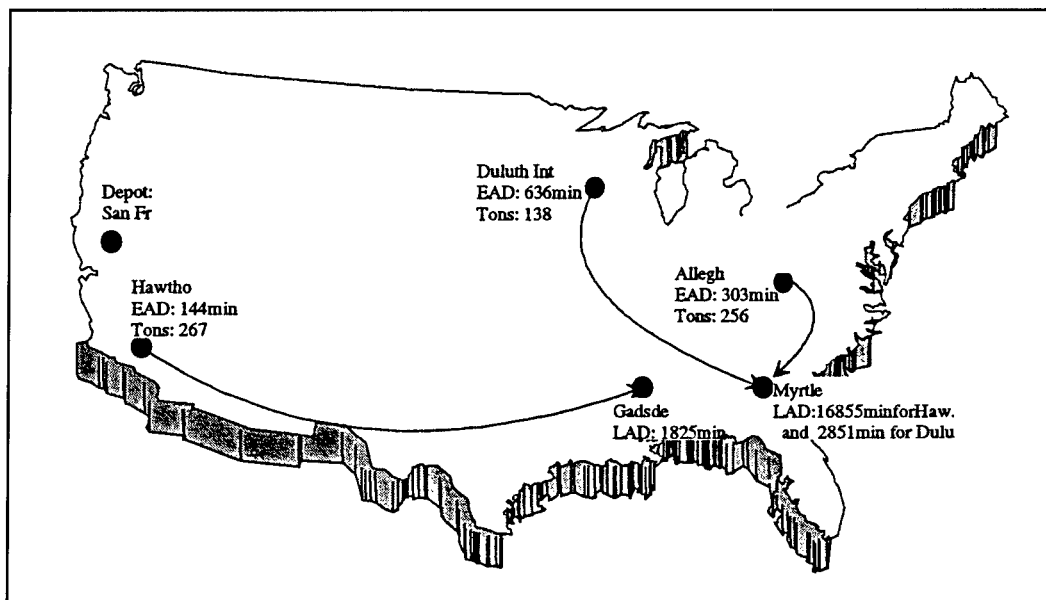 Duluth Int
EAD: 636min
Tons: 138
Depot:
San Fr
Allegh
EAD: 303min
Tons: 256
Hawtho
EAD: 144min
Tons: 267
Gadsde
LAD: 1825min
Myrtle
LAD:16855minforHaw.
and 2851min for Dulu